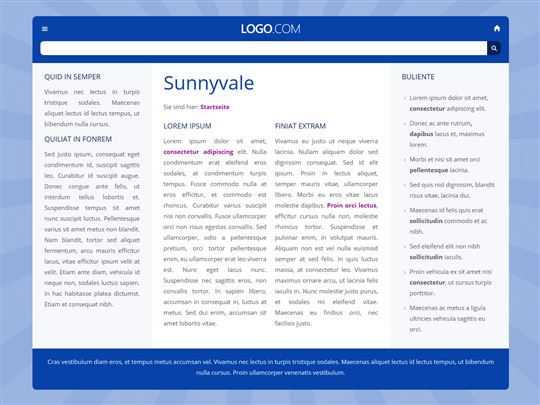 LOGO.COM
QUID IN SEMPER
Vivamus nec lectus in turpis
tristique sodales. Maecenas
aliquet lectus id lectus tempus, ut
bibendum nulla cursus.
QUILIAT IN FONREM
Sed justo ipsum, consequat eget
condimentum id, suscipit sagittis
leo. Curabitur id suscipit augue.
Donec congue ante felis, ut
interdum tellus lobortis et.
Suspendisse tempus sit amet
nunc suscipit luctus. Pellentesque
varius sit amet metus non blandit.
Nam blandit, tortor sed aliquet
fermentum, arcu mauris efficitur
lacus, vitae efficitur ipsum velit at
velit. Etiam ante diam, vehicula id
neque non, sodales luctus sapien.
In hac habitasse platea dictumst.
Etiam et consequat nibh.
Sunnyvale
Sie sind hier: Startseite
LOREM IPSUM
Lorem ipsum dolor sit amet,
consectetur adipiscing elit. Nulla
condimentum erat eleifend eros
sodales, at condimentum turpis
tempus. Fusce commodo nulla at
eros efficitur, et commodo est
rhoncus. Curabitur varius suscipit
nisi non convallis. Fusce ullamcorper
orci non risus egestas convallis. Sed
ullamcorper, odio a pellentesque
pretium, orci tortor pellentesque
enim, eu ullamcorper erat leo viverra
est. Nunc eget lacus nunc.
Suspendisse nec sagittis eros, non
convallis tortor. In sapien libero,
accumsan in consequat in, luctus at
metus. Sed dui enim, accumsan sit
amet lobortis vitae.
FINIAT EXTRAM
Vivamus eu justo ut neque viverra
lacinia. Nullam aliquam dolor sed
dignissim consequat. Sed id elit
ipsum. Proin in lectus aliquet,
semper mauris vitae, ullamcorper
libero. Morbi eu eros vitae lacus
molestie dapibus. Proin orci lectus,
efficitur cursus nulla non, molestie
rhoncus tortor. Suspendisse et
pulvinar enim, in volutpat mauris.
Aliquam non est vel nulla euismod
semper at sed felis. In quis luctus
massa, at consectetur leo. Vivamus
maximus ornare arcu, ut lacinia felis
iaculis in. Nunc molestie justo purus,
et sodales mi eleifend vitae.
Maecenas in tortor orci. Donec nec
facilisis justo.
BULIENTE
Lorem ipsum dolor sit amet,
consectetur adipiscing elit.
Donec ac ante rutrum,
dapibus lacus et, maximus
lorem.
Morbi et nisi sit amet orci
pellentesque lacinia.
Sed quis nisl dignissim, blandit
risus vitae, lacinia dui.
Maecenas id felis quis erat
sollicitudin commodo et ac
nibh.
Sed eleifend elit non nibh
sollicitudin iaculis.
Proin vehicula ex sit amet nisi
consectetur, ut cursus turpis
porttitor.
Maecenas ac metus a ligula
ultricies vehicula sagittis eu
orci.
Cras vestibulum diam eros, et tempus metus accumsan vel. Vivamus nec lectus in turpis tristique sodales. Maecenas aliquet lectus id lectus tempus, ut bibendum
nulla cursus. Proin ullamcorper venenatis vestibulum.